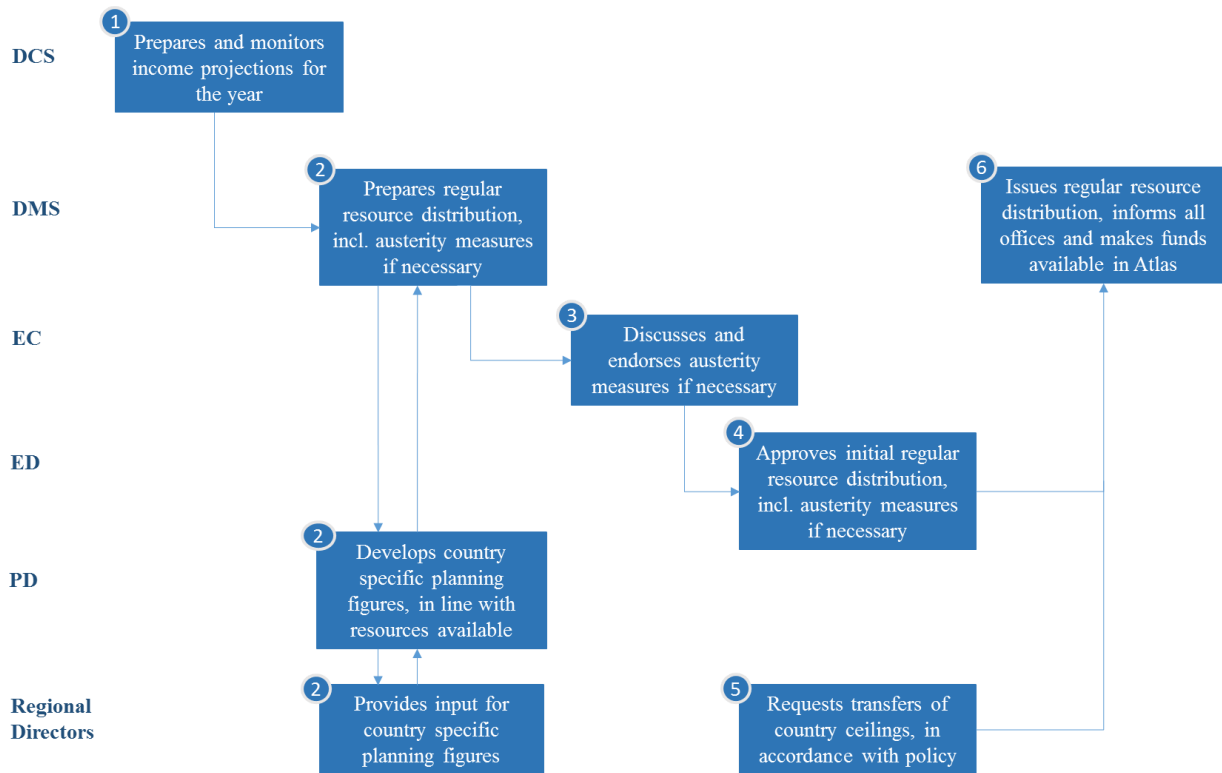 DCS
1
Prepares and monitors
income projections for
the year
DMS
2
Prepares regular
resource distribution,
incl. austerity measures
if necessary
6
Issues regular resource
distribution, informs all
offices and makes funds
available in Atlas
EC
3
Discusses and
endorses austerity
measures if necessary
ED
4
Approves initial regular
resource distribution,
incl. austerity measures
if necessary
PD
2
Develops country
specific planning
figures, in line with
resources available
Regional
Directors
2
Provides input for
country specific
planning figures
5
Requests transfers of
country ceilings, in
accordance with policy